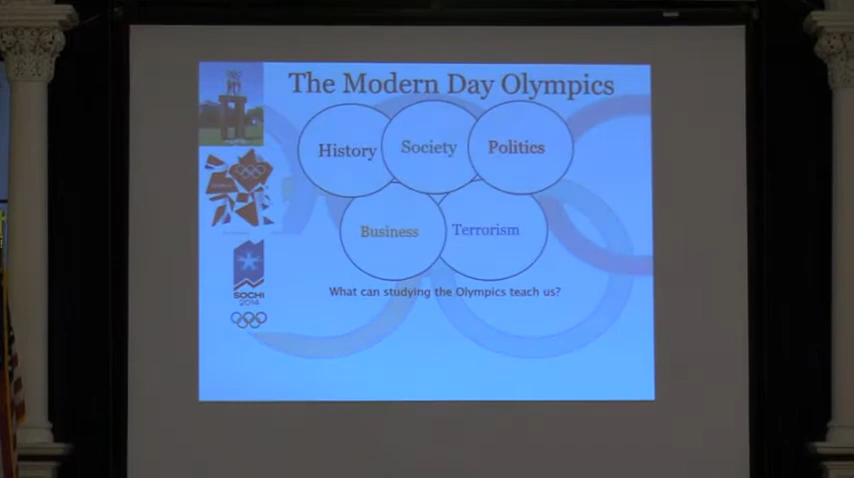 The Modern Day Olympics
History
Society
Politics
Business
Terrorism
What can studying the Olympics teach us?
SOCHI
2014